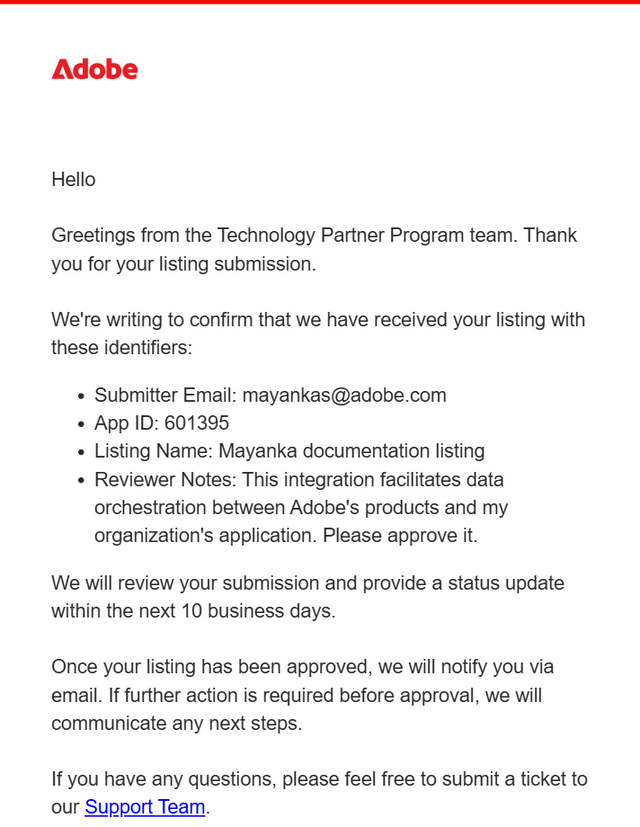 Adobe
Hello
Greetings from the Technology Partner Program team. Thank
you for your listing submission.
We're writing to confirm that we have received your listing with
these identifiers:
• Submitter Email: mayankas@adobe.com
• App ID: 601395
• Listing Name: Mayanka documentation listing
• Reviewer Notes: This integration facilitates data
orchestration between Adobe's products and my
organization's application. Please approve it.
We will review your submission and provide a status update
within the next 10 business days.
Once your listing has been approved, we will notify you via
email. If further action is required before approval, we will
communicate any next steps.
If you have any questions, please feel free to submit a ticket to
our Support Team.